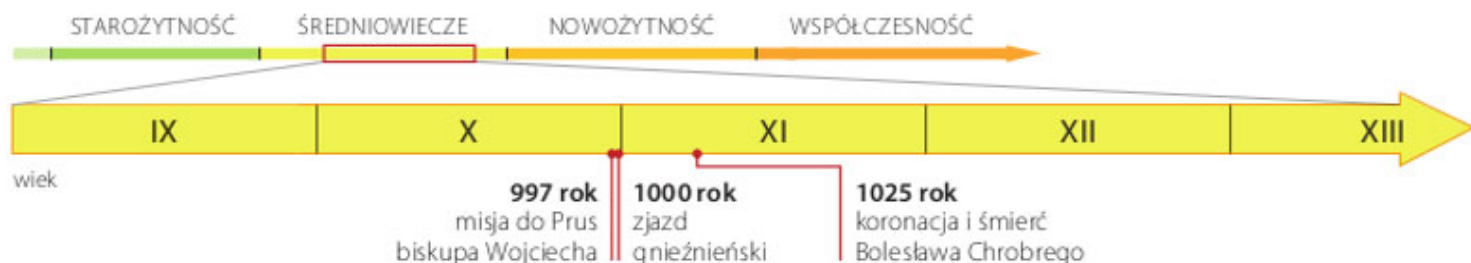 STAROŻYTNOŚĆ ŚREDNIOWIECZE NOWOŻYTNOŚĆ WSPÓŁCZESNOŚĆ
IX X XI XII XIII
wiek
997 rok
misja do Prus
biskupa Wojciecha
1000 rok
zjazd
gnieźnieński
1025 rok
koronacja i śmierć
Bolesława Chrobrego